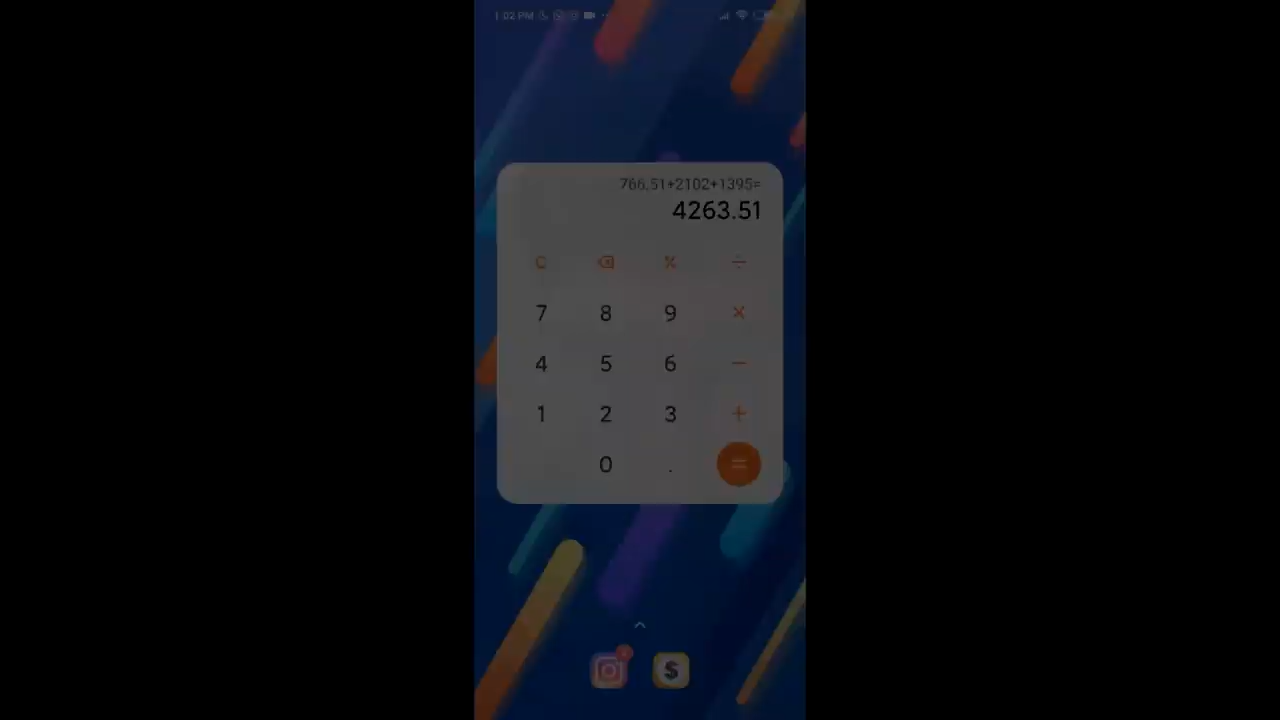 1:02 PM
766.51+2102+1395=
4263.51
C % ÷
7 8 9 ×
4 5 6 −
1 2 3 +
0 . =
$